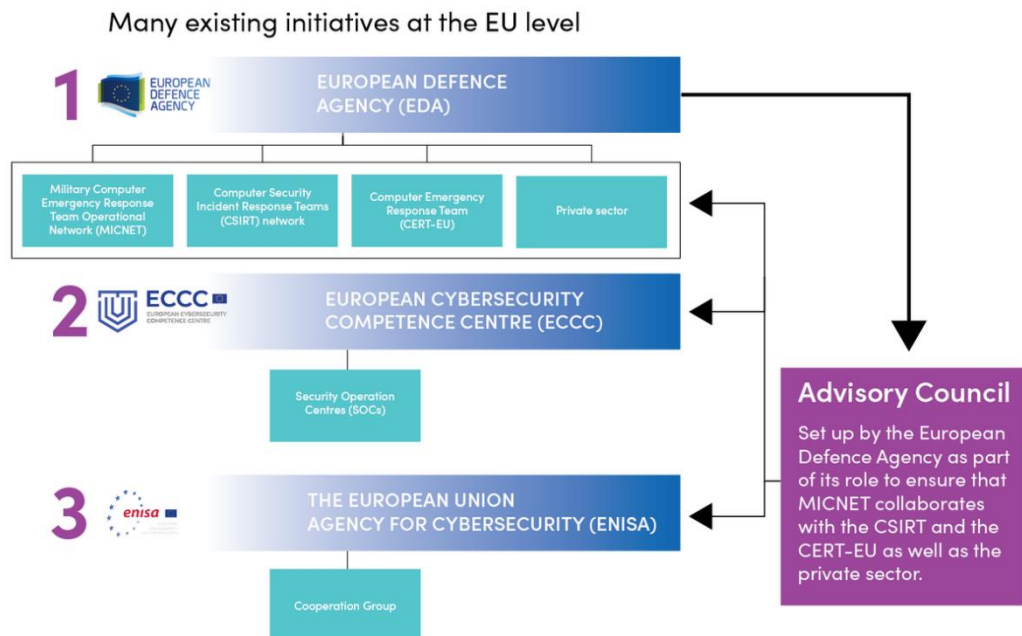 Many existing initiatives at the EU level
1
EUROPEAN
DEFENCE
AGENCY
EUROPEAN DEFENCE
AGENCY (EDA)
Military Computer
Emergency Response
Team Operational
Network (MICNET)
Computer Security
Incident Response Teams
(CSIRT) network
Computer Emergency
Response Team
(CERT-EU)
Private sector
2
ECCC
EUROPEAN CYBERSECURITY
COMPETENCE CENTRE
EUROPEAN CYBERSECURITY
COMPETENCE CENTRE (ECCC)
Security Operation
Centres (SOCs)
3
enisa
THE EUROPEAN UNION
AGENCY FOR CYBERSECURITY (ENISA)
Cooperation Group
Advisory Council
Set up by the European
Defence Agency as part
of its role to ensure that
MICNET collaborates
with the CSIRT and the
CERT-EU as well as the
private sector.